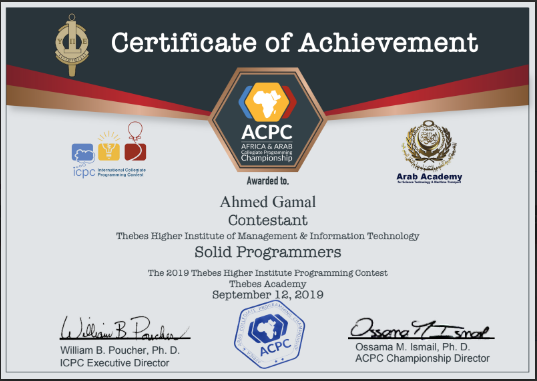 Certificate of Achievement
ACPC
AFRICA & ARAB
Collegiate Programming
Championship
icpc
International Collegiate
Programming Contest
Arab Academy
For Science Technology & Maritime Transport
Awarded to.
Ahmed Gamal
Contestant
Thebes Higher Institute of Management & Information Technology
Solid Programmers
The 2019 Thebes Higher Institute Programming Contest
Thebes Academy
September 12, 2019
William B Poucher
William B. Poucher, Ph. D.
ICPC Executive Director
ACPC
Ossama M. Ismail
Ossama M. Ismail, Ph. D.
ACPC Championship Director